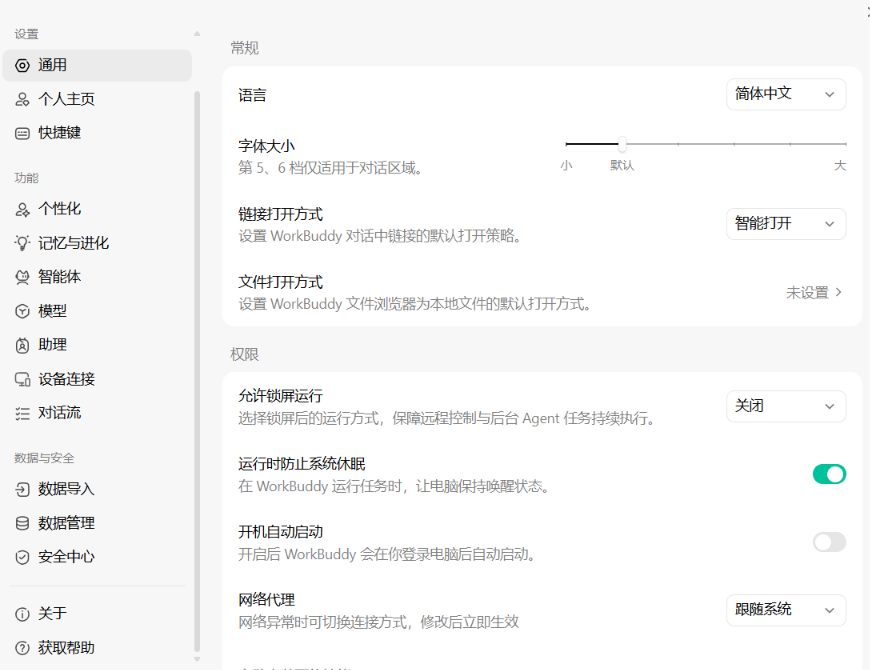 设置
通用
个人主页
快捷键
功能
个性化
记忆与进化
智能体
模型
助理
设备连接
对话流
数据与安全
数据导入
数据管理
安全中心
关于
获取帮助
常规
语言
简体中文
字体大小
第 5、6 档仅适用于对话区域。
小
默认
大
链接打开方式
设置 WorkBuddy 对话中链接的默认打开策略。
智能打开
文件打开方式
设置 WorkBuddy 文件浏览器为本地文件的默认打开方式。
未设置
权限
允许锁屏运行
选择锁屏后的运行方式，保障远程控制与后台 Agent 任务持续执行。
关闭
运行时防止系统休眠
在 WorkBuddy 运行任务时，让电脑保持唤醒状态。
开机自动启动
开启后 WorkBuddy 会在你登录电脑后自动启动。
网络代理
网络异常时可切换连接方式，修改后立即生效
跟随系统